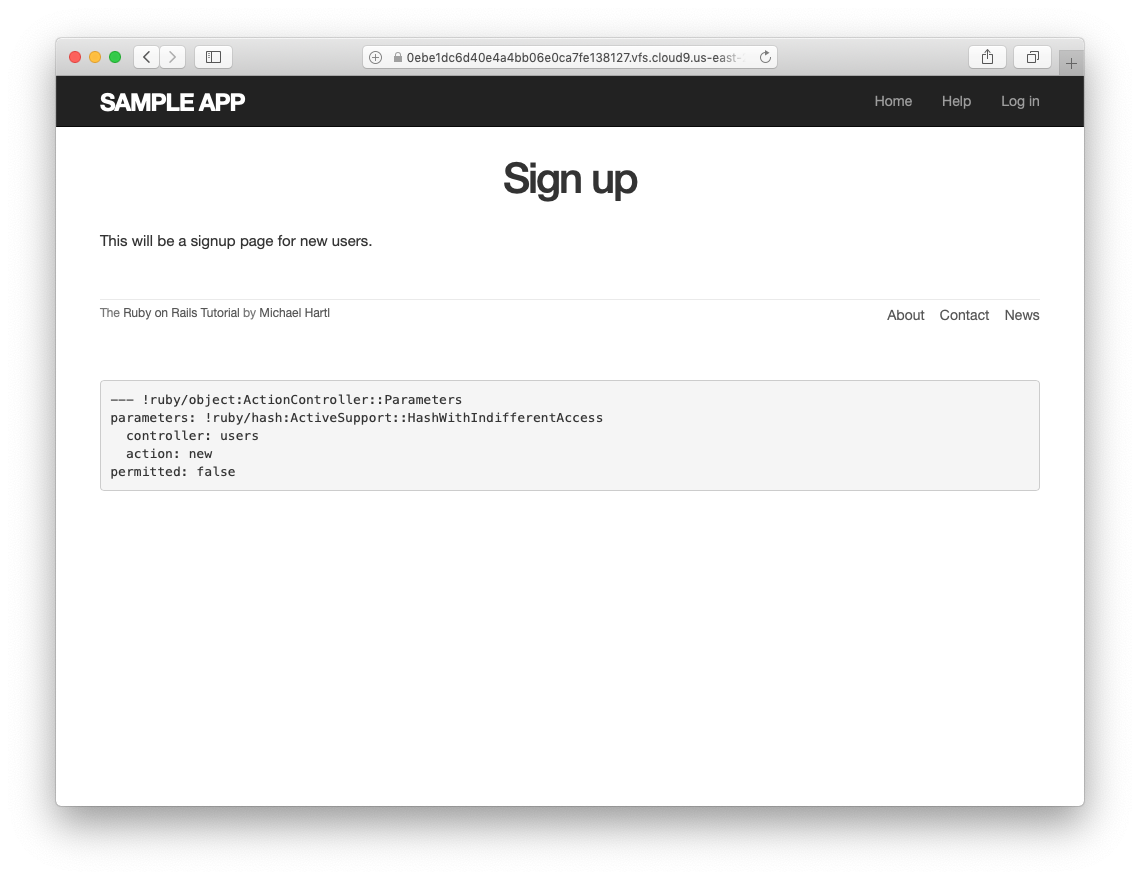 0ebe1dc6d40e4a4bb06e0ca7fe138127.vfs.cloud9.us-east-
SAMPLE APP
Home Help Log in
Sign up
This will be a signup page for new users.
The Ruby on Rails Tutorial by Michael Hartl
About Contact News
--- !ruby/object:ActionController::Parameters
parameters: !ruby/hash:ActiveSupport::HashWithIndifferentAccess
  controller: users
  action: new
permitted: false